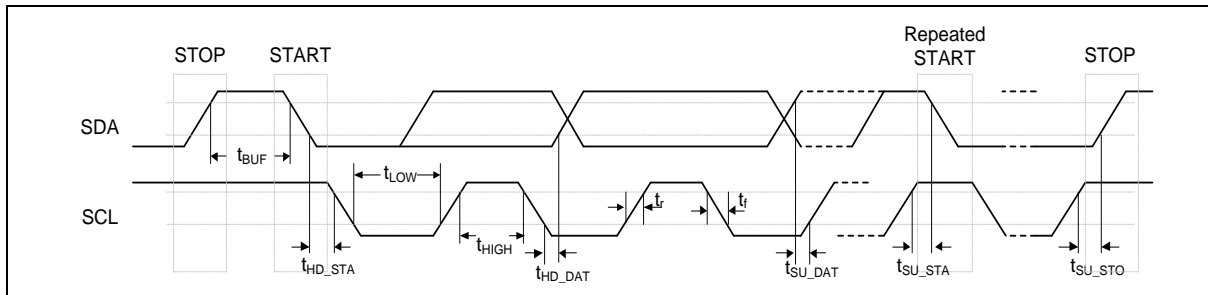 STOP
START
Repeated
START
STOP
SDA
tBUF
tLOW
SCL
tr
tf
tHIGH
tHD_STA
tHD_DAT
tSU_DAT
tSU_STA
tSU_STO